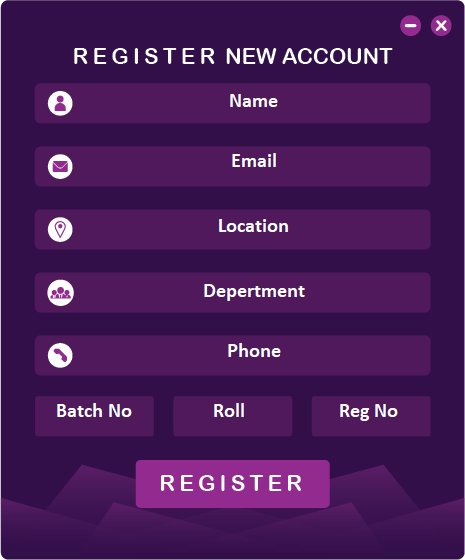 REGISTER NEW ACCOUNT
Name
Email
Location
Depertment
Phone
Batch No Roll Reg No
REGISTER